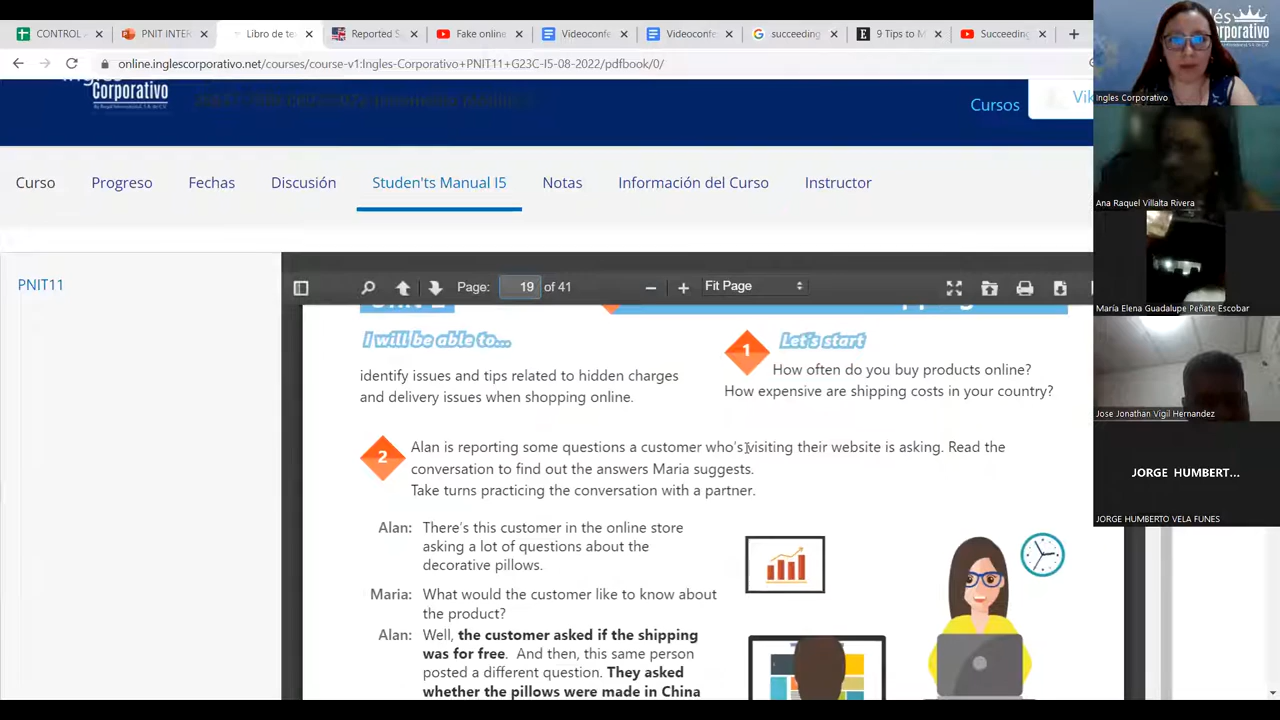 CONTROL
PNIT INTER
Libro de te
Reported S
Fake online
Videoconfe
Videoconfe
succeeding
9 Tips to M
Succeeding
online.inglescorporativo.net/courses/course-v1:Ingles-Corporativo+PNIT11+G23C-I5-08-2022/pdfbook/0/
Corporativo
Cursos
Vik
Curso
Progreso
Fechas
Discusión
Studen'ts Manual I5
Notas
Información del Curso
Instructor
PNIT11
Page: 19 of 41
Fit Page
I will be able to...
identify issues and tips related to hidden charges
and delivery issues when shopping online.
1
Let's start
How often do you buy products online?
How expensive are shipping costs in your country?
2
Alan is reporting some questions a customer who's visiting their website is asking. Read the
conversation to find out the answers Maria suggests.
Take turns practicing the conversation with a partner.
Alan: There's this customer in the online store
asking a lot of questions about the
decorative pillows.
Maria: What would the customer like to know about
the product?
Alan: Well, the customer asked if the shipping
was for free. And then, this same person
posted a different question. They asked
whether the pillows were made in China
Corporativo
Ingles Corporativo
Ana Raquel Villalta Rivera
María Elena Guadalupe Peñate Escobar
Jose Jonathan Vigil Hernandez
JORGE HUMBERT...
JORGE HUMBERTO VELA FUNES